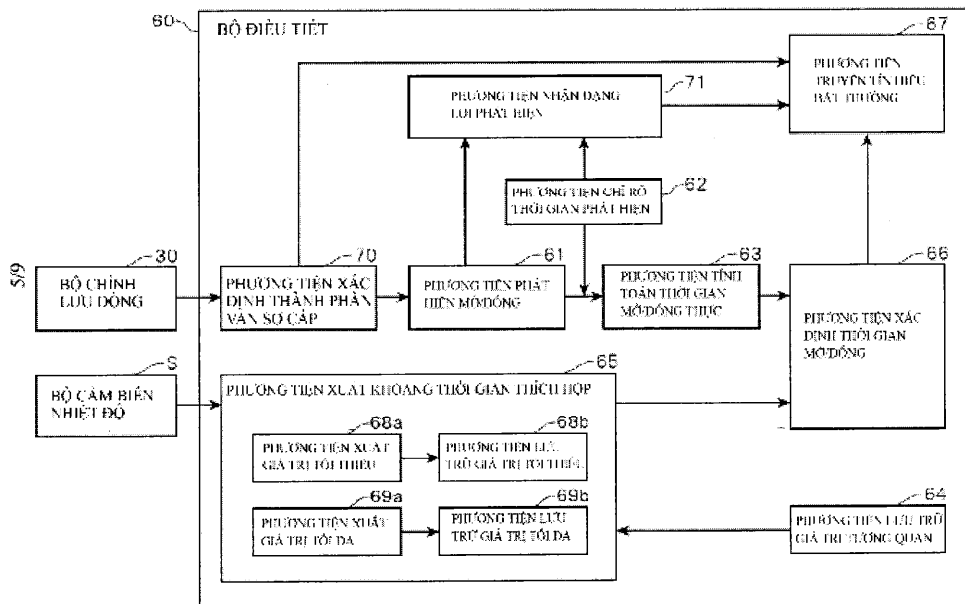 60
BỘ ĐIỀU TIẾT
67
PHƯƠNG TIỆN
TRUYỀN TÍN HIỆU
BẤT THƯỜNG
71
PHƯƠNG TIỆN NHẬN DẠNG
LỖI PHÁT HIỆN
62
PHƯƠNG TIỆN CHỈ RÕ
THỜI GIAN PHÁT HIỆN
5/9
30
BỘ CHỈNH
LƯU DÒNG
70
PHƯƠNG TIỆN XÁC
ĐỊNH THÀNH PHẦN
VAN SƠ CẤP
61
PHƯƠNG TIỆN PHÁT
HIỆN MỞ/ĐÓNG
63
PHƯƠNG TIỆN TÍNH
TOÁN THỜI GIAN
MỞ/ĐÓNG THỰC
66
PHƯƠNG TIỆN XÁC
ĐỊNH THỜI GIAN
MỞ/ĐÓNG
S
BỘ CẢM BIẾN
NHIỆT ĐỘ
65
PHƯƠNG TIỆN XUẤT KHOẢNG THỜI GIAN THÍCH HỢP
68a
PHƯƠNG TIỆN XUẤT
GIÁ TRỊ TỐI THIỂU
68b
PHƯƠNG TIỆN LƯU
TRỮ GIÁ TRỊ TỐI THIỂU
69a
PHƯƠNG TIỆN XUẤT
GIÁ TRỊ TỐI ĐA
69b
PHƯƠNG TIỆN LƯU
TRỮ GIÁ TRỊ TỐI ĐA
64
PHƯƠNG TIỆN LƯU TRỮ
GIÁ TRỊ TƯƠNG QUAN